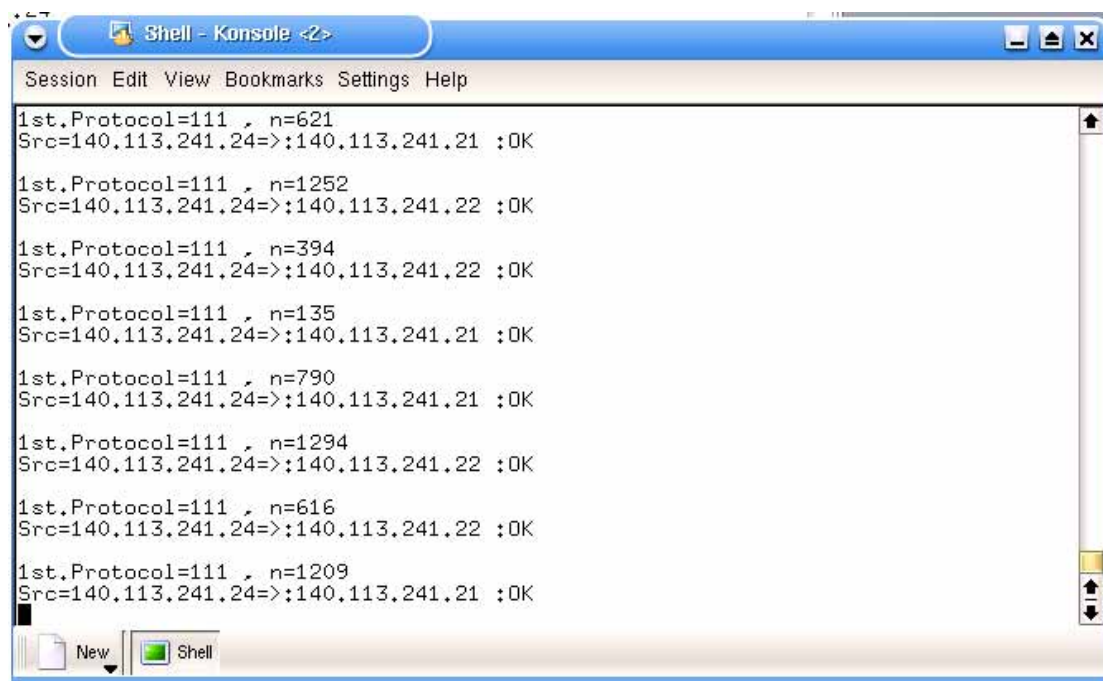 .24
Shell - Konsole <2>
Session Edit View Bookmarks Settings Help
1st.Protocol=111 , n=621
Src=140.113.241.24=>:140.113.241.21 :OK
1st.Protocol=111 , n=1252
Src=140.113.241.24=>:140.113.241.22 :OK
1st.Protocol=111 , n=394
Src=140.113.241.24=>:140.113.241.22 :OK
1st.Protocol=111 , n=135
Src=140.113.241.24=>:140.113.241.21 :OK
1st.Protocol=111 , n=790
Src=140.113.241.24=>:140.113.241.21 :OK
1st.Protocol=111 , n=1294
Src=140.113.241.24=>:140.113.241.22 :OK
1st.Protocol=111 , n=616
Src=140.113.241.24=>:140.113.241.22 :OK
1st.Protocol=111 , n=1209
Src=140.113.241.24=>:140.113.241.21 :OK
New Shell